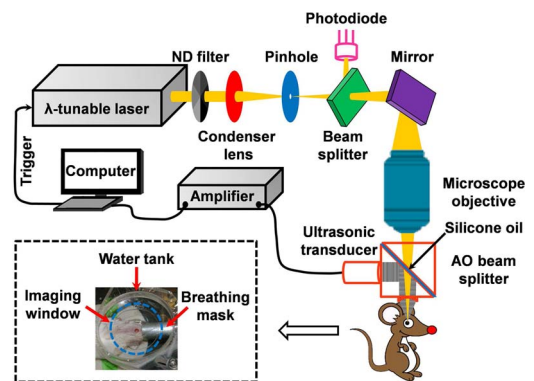 Photodiode
ND filter
Pinhole
Mirror
λ-tunable laser
Condenser
lens
Beam
splitter
Trigger
Computer
Amplifier
Microscope
objective
Ultrasonic
transducer
Silicone oil
AO beam
splitter
Water tank
Imaging
window
Breathing
mask